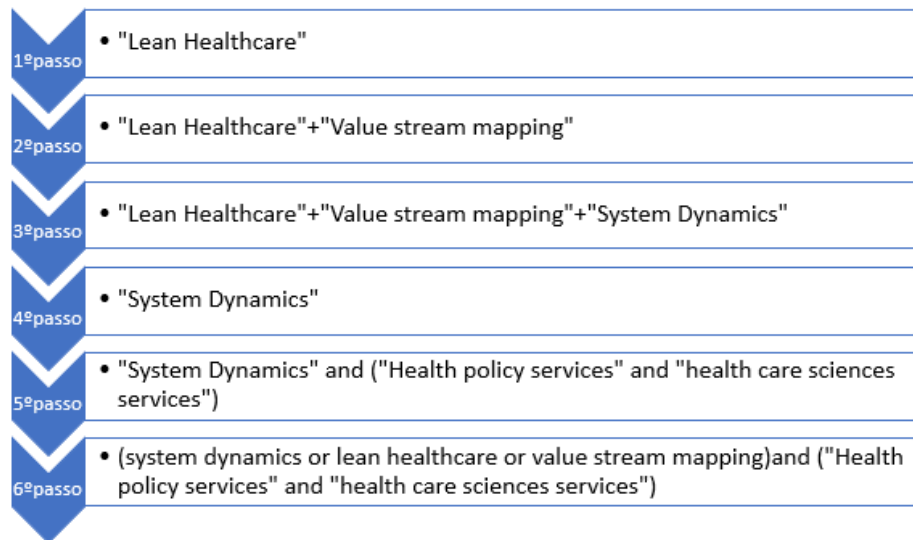 1ºpasso
• "Lean Healthcare"
2ºpasso
• "Lean Healthcare"+"Value stream mapping"
3ºpasso
• "Lean Healthcare"+"Value stream mapping"+"System Dynamics"
4ºpasso
• "System Dynamics"
5ºpasso
• "System Dynamics" and ("Health policy services" and "health care sciences
services")
6ºpasso
• (system dynamics or lean healthcare or value stream mapping)and ("Health
policy services" and "health care sciences services")